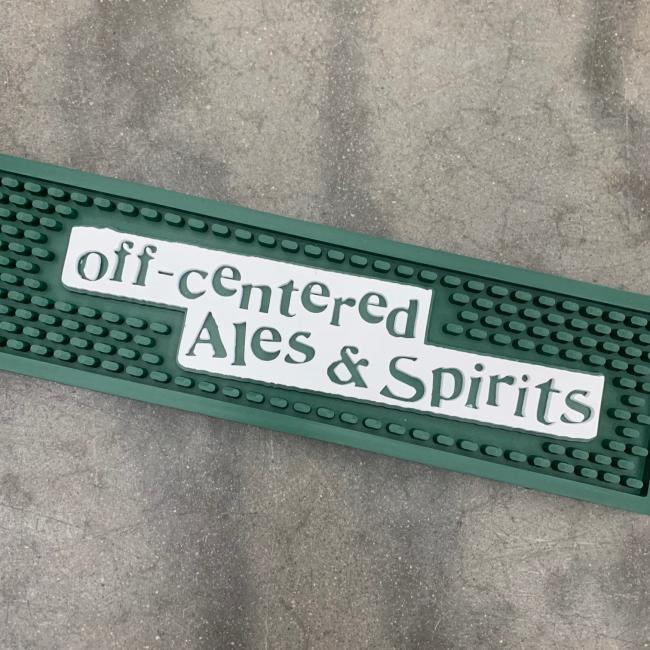 off-centered
Ales & Spirits